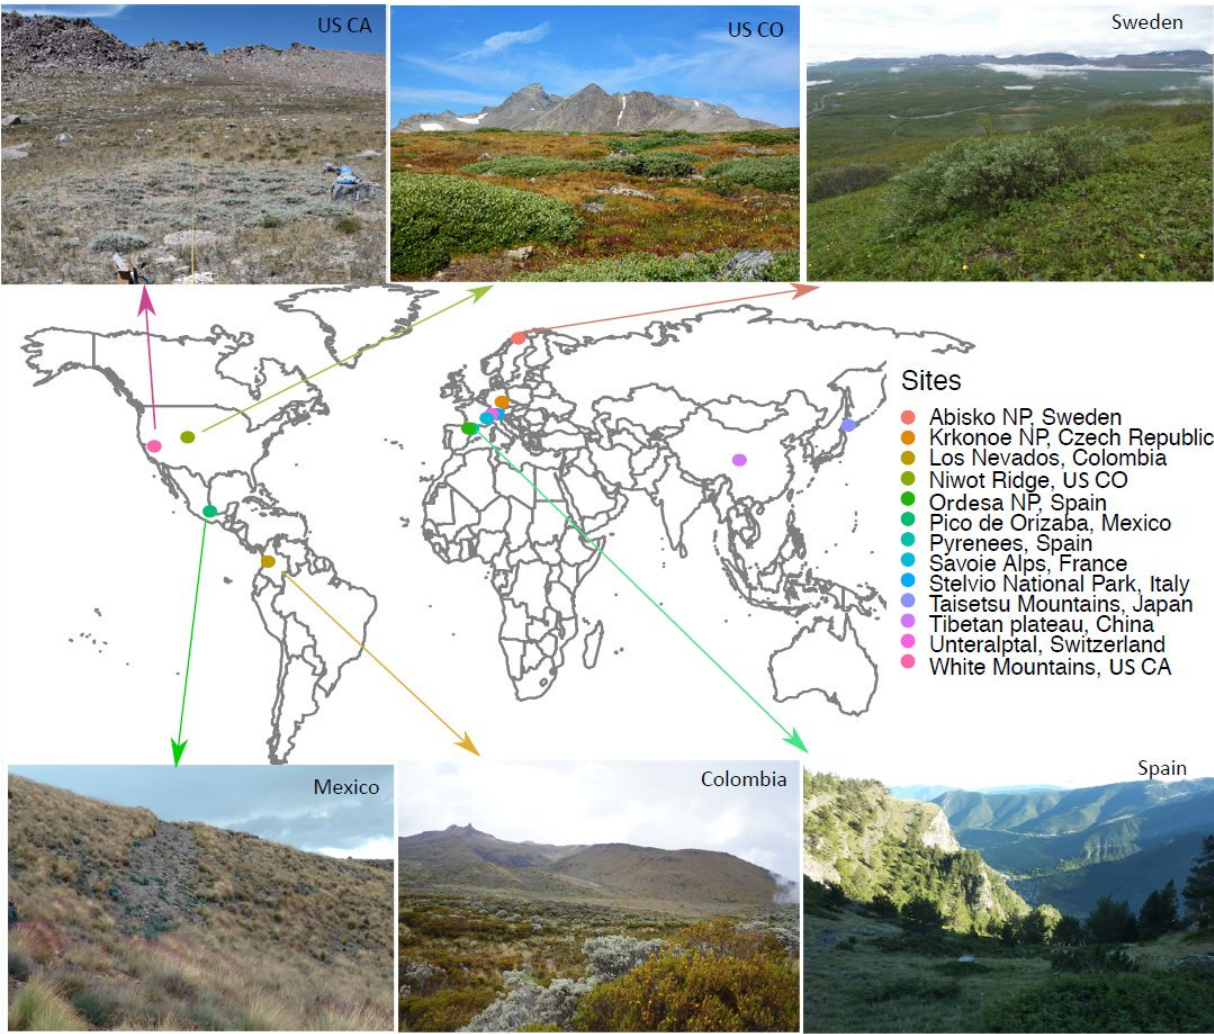 US CA
US CO
Sweden
Sites
Abisko NP, Sweden
Krkonoe NP, Czech Republic
Los Nevados, Colombia
Niwot Ridge, US CO
Ordesa NP, Spain
Pico de Orizaba, Mexico
Pyrenees, Spain
Savoie Alps, France
Stelvio National Park, Italy
Taisetsu Mountains, Japan
Tibetan plateau, China
Unteralptal, Switzerland
White Mountains, US CA
Mexico
Colombia
Spain